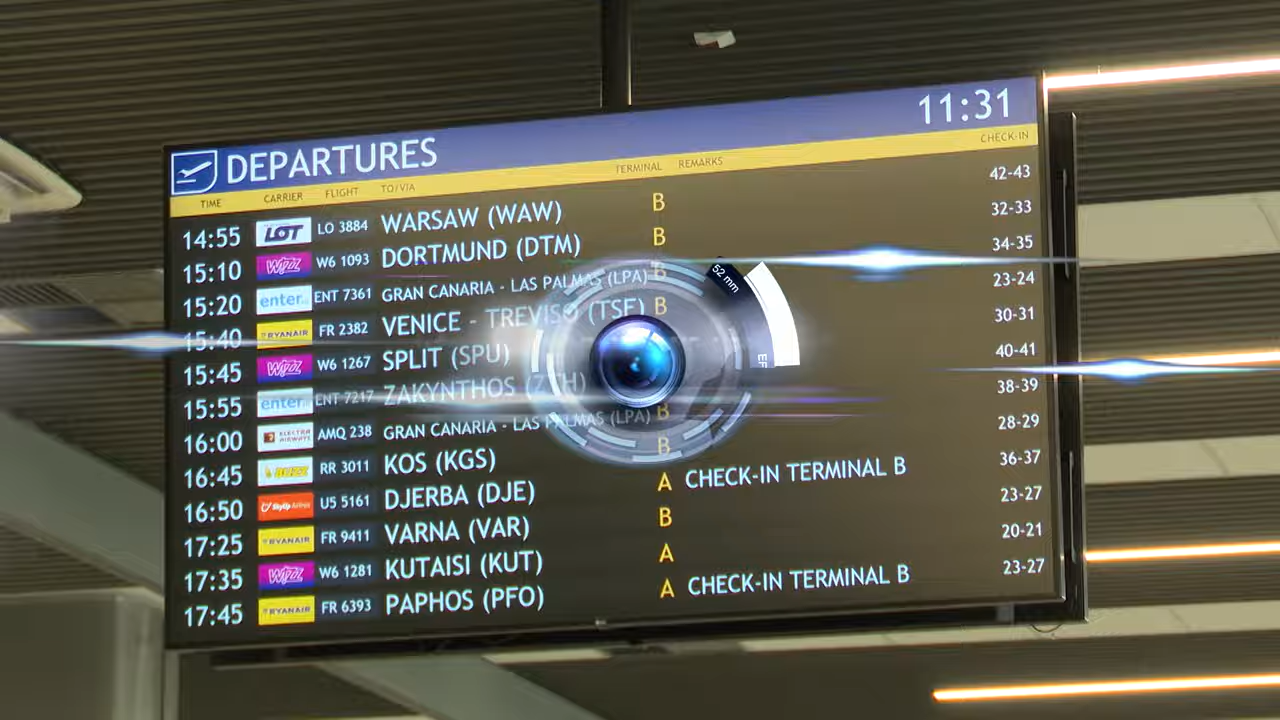 11:31
DEPARTURES
TIME CARRIER FLIGHT TO/VIA TERMINAL REMARKS CHECK-IN
14:55 LOT LO 3884 WARSAW (WAW) B 42-43
15:10 Wizz W6 1093 DORTMUND (DTM) B 32-33
15:20 enter ENT 7361 GRAN CANARIA - LAS PALMAS (LPA) B 34-35
15:40 RYANAIR FR 2382 VENICE - TREVISO (TSF) B 23-24
15:45 Wizz W6 1267 SPLIT (SPU) 30-31
15:55 enter ENT 7217 ZAKYNTHOS (ZTH) 40-41
16:00 ELECTRA AIRWAYS AMQ 238 GRAN CANARIA - LAS PALMAS (LPA) B 38-39
16:45 BUZZ RR 3011 KOS (KGS) B 28-29
16:50 SkyUp Airlines U5 5161 DJERBA (DJE) A CHECK-IN TERMINAL B 36-37
17:25 RYANAIR FR 9411 VARNA (VAR) B 23-27
17:35 Wizz W6 1281 KUTAISI (KUT) A 20-21
17:45 RYANAIR FR 6393 PAPHOS (PFO) A CHECK-IN TERMINAL B 23-27
52 mm